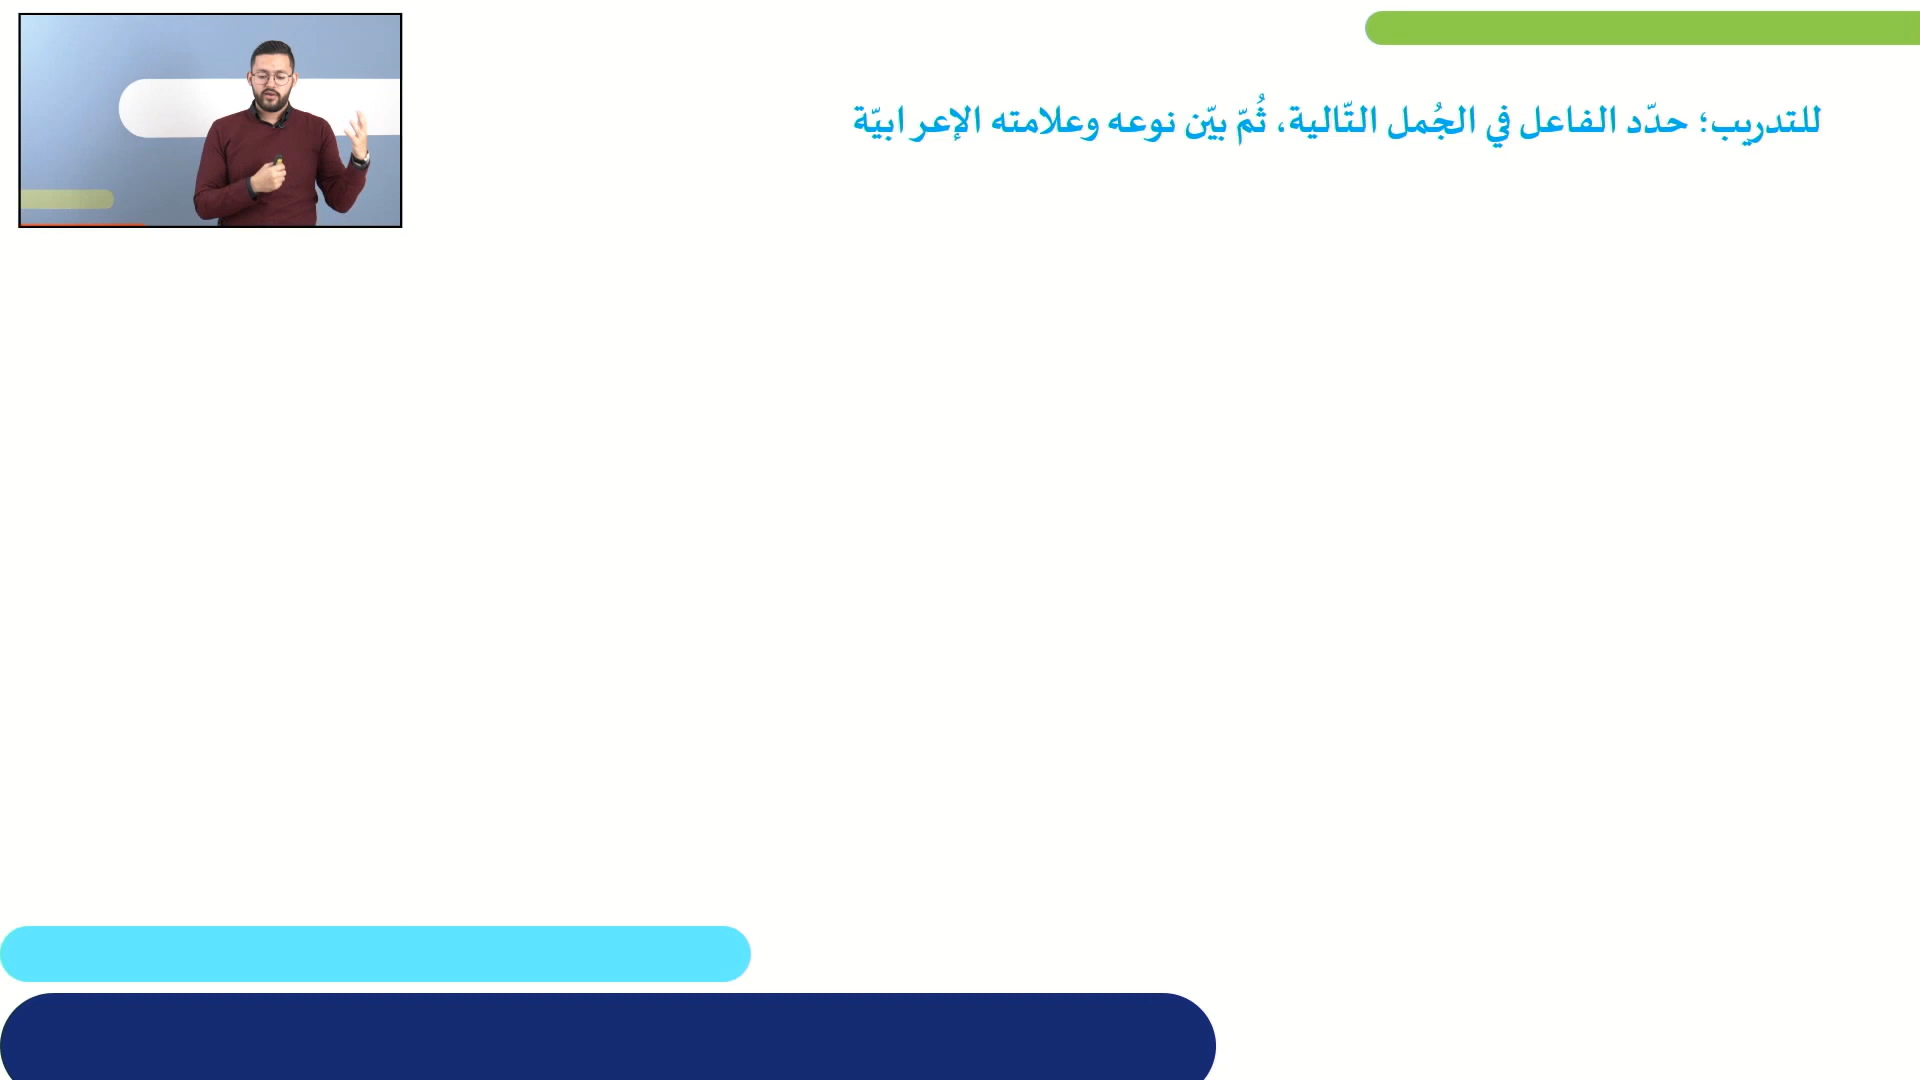 للتدريب؛ حدّد الفاعل في الجُمل التّالية، ثُمّ بيّن نوعه وعلامته الإعرابيّة